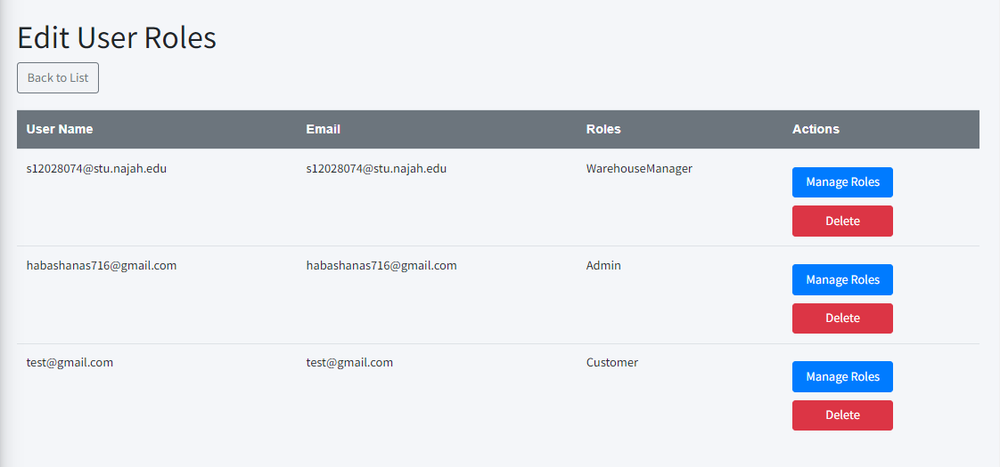 Edit User Roles
Back to List
User Name Email Roles Actions
s12028074@stu.najah.edu s12028074@stu.najah.edu WarehouseManager Manage Roles
Delete
habashanas716@gmail.com habashanas716@gmail.com Admin Manage Roles
Delete
test@gmail.com test@gmail.com Customer Manage Roles
Delete